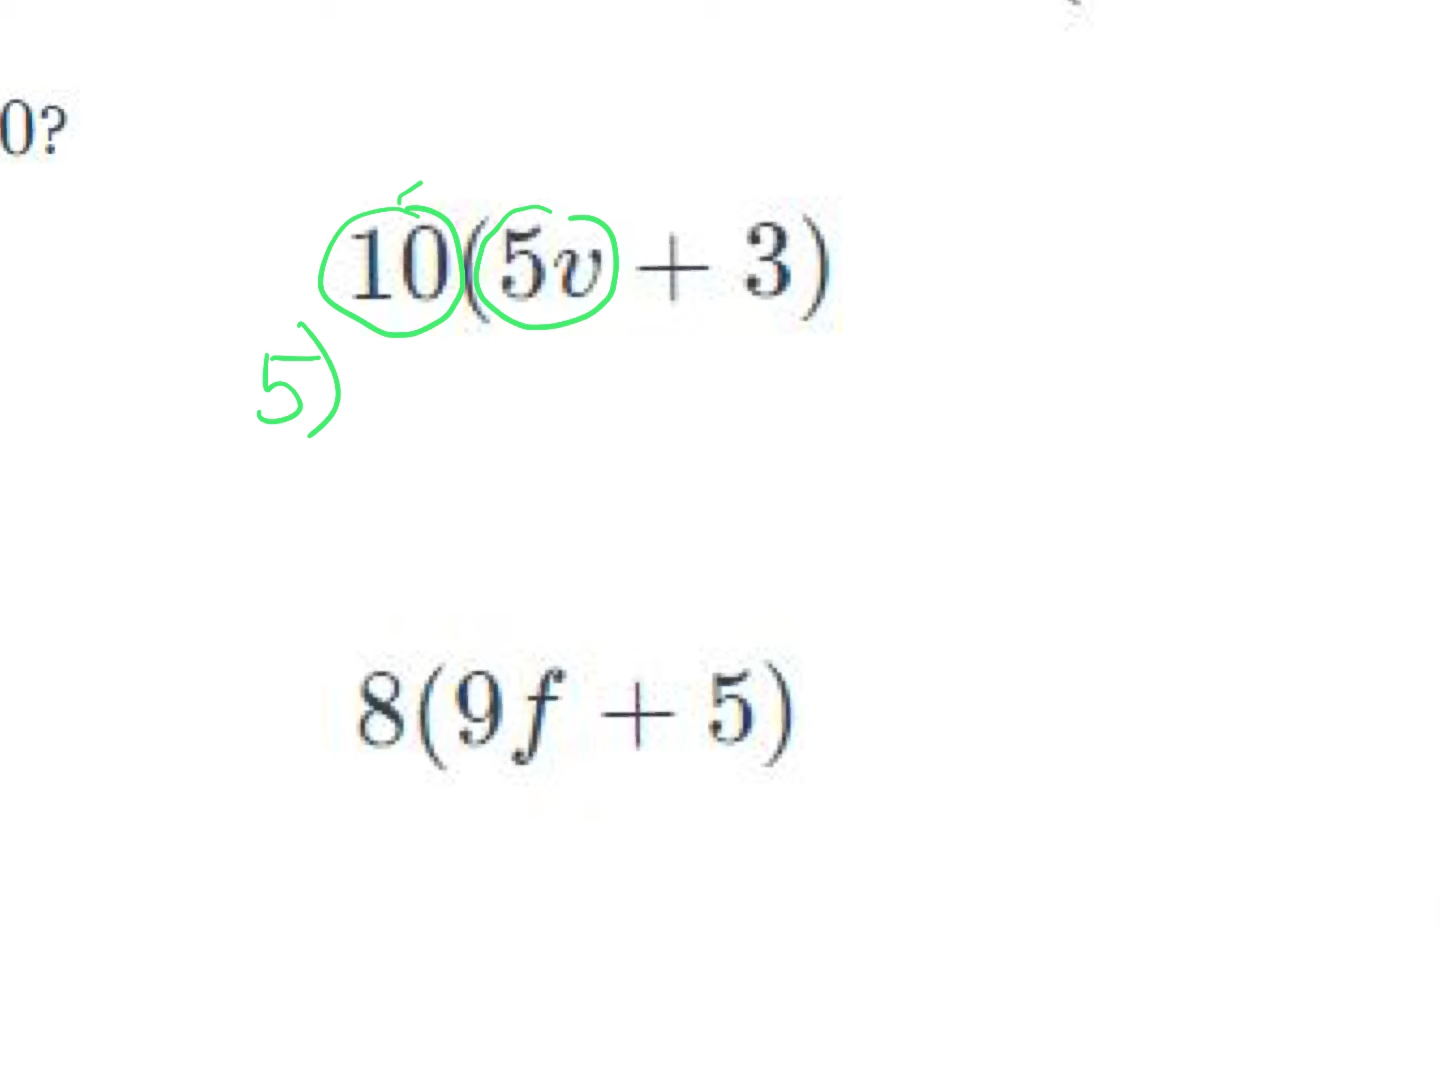 0?
10(5v + 3)
5)
8(9f + 5)